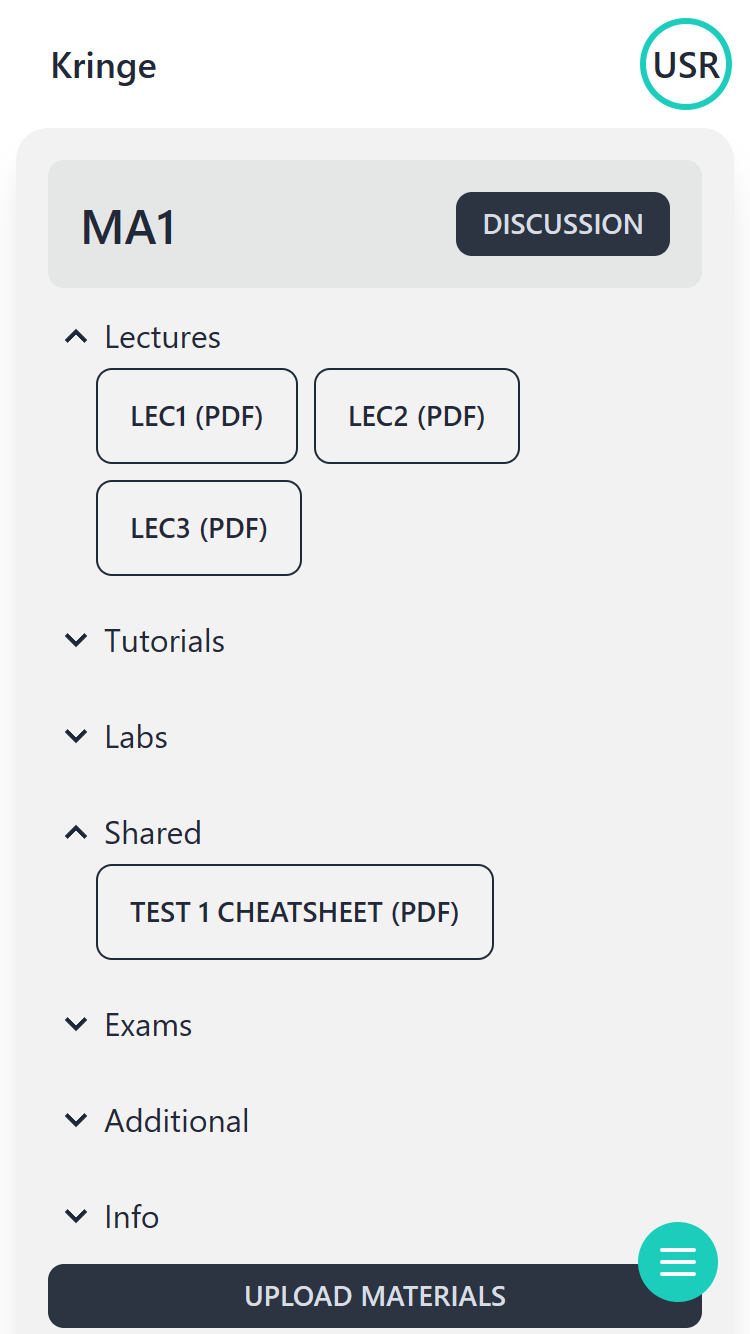 Kringe
USR
MA1
DISCUSSION
Lectures
LEC1 (PDF)
LEC2 (PDF)
LEC3 (PDF)
Tutorials
Labs
Shared
TEST 1 CHEATSHEET (PDF)
Exams
Additional
Info
UPLOAD MATERIALS